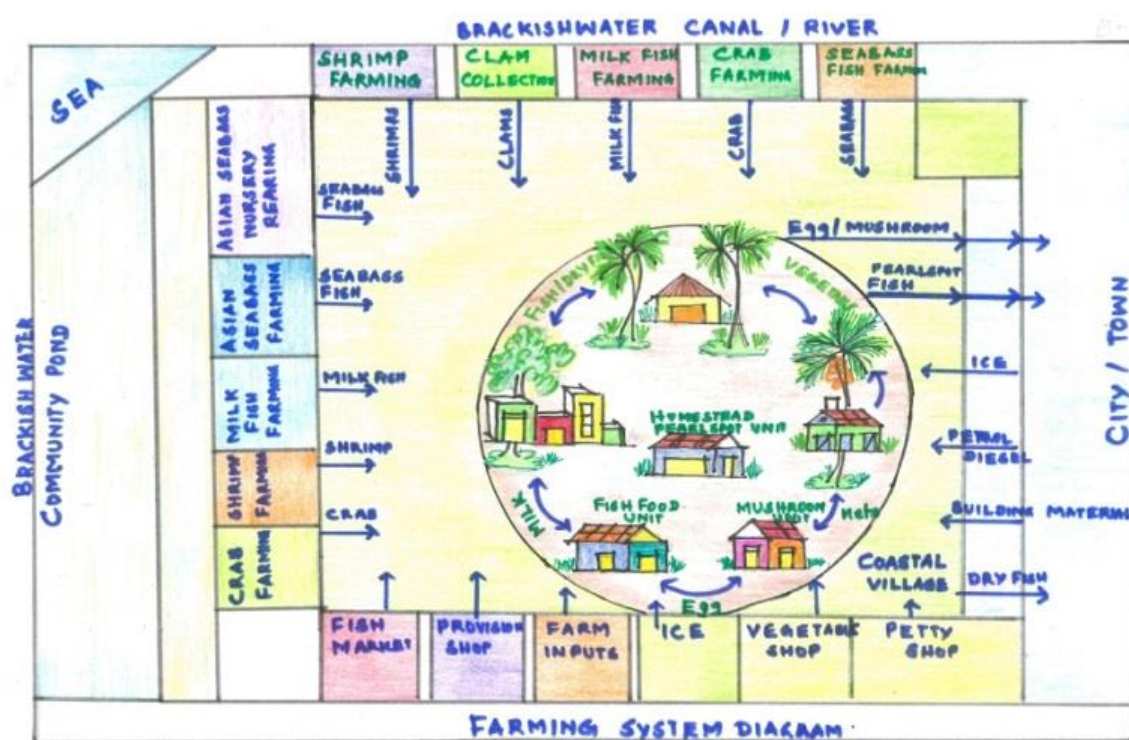 BRACKISHWATER CANAL / RIVER
SEA
SHRIMP
FARMING
CLAM
COLLECTION
MILK FISH
FARMING
CRAB
FARMING
SEABASS
FISH FARMIN
SHRIMPS
CLAMS
MILK FISH
CRAB
SEABASS
ASIAN SEABASS
NURSERY
REARING
SEABASS
FISH
ASIAN
SEABASS
FARMING
SEABASS
FISH
MILK
FISH
FARMING
MILK FISH
SHRIMP
FARMING
SHRIMP
CRAB
FARMING
CRAB
BRACKISH WATER
COMMUNITY POND
Egg/MUSHROOM
PEARLSPOT
FISH
ICE
PETROL
DIESEL
BUILDING MATERIAL
COASTAL
VILLAGE
DRY FISH
CITY / TOWN
HOMESTEAD
PEARLSPOT UNIT
FISH FOOD
UNIT
MUSHROOM
UNIT
MILK
Egg
FISH
MARKET
PROVISION
SHOP
FARM
INPUTS
ICE
VEGETABLE
SHOP
PETTY
SHOP
FARMING SYSTEM DIAGRAM.